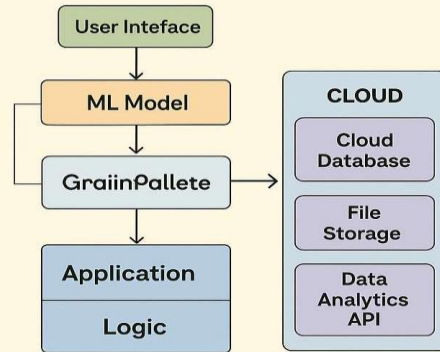 User Inteface
ML Model
GraiinPallete
Application
Logic
CLOUD
Cloud
Database
File
Storage
Data
Analytics
API